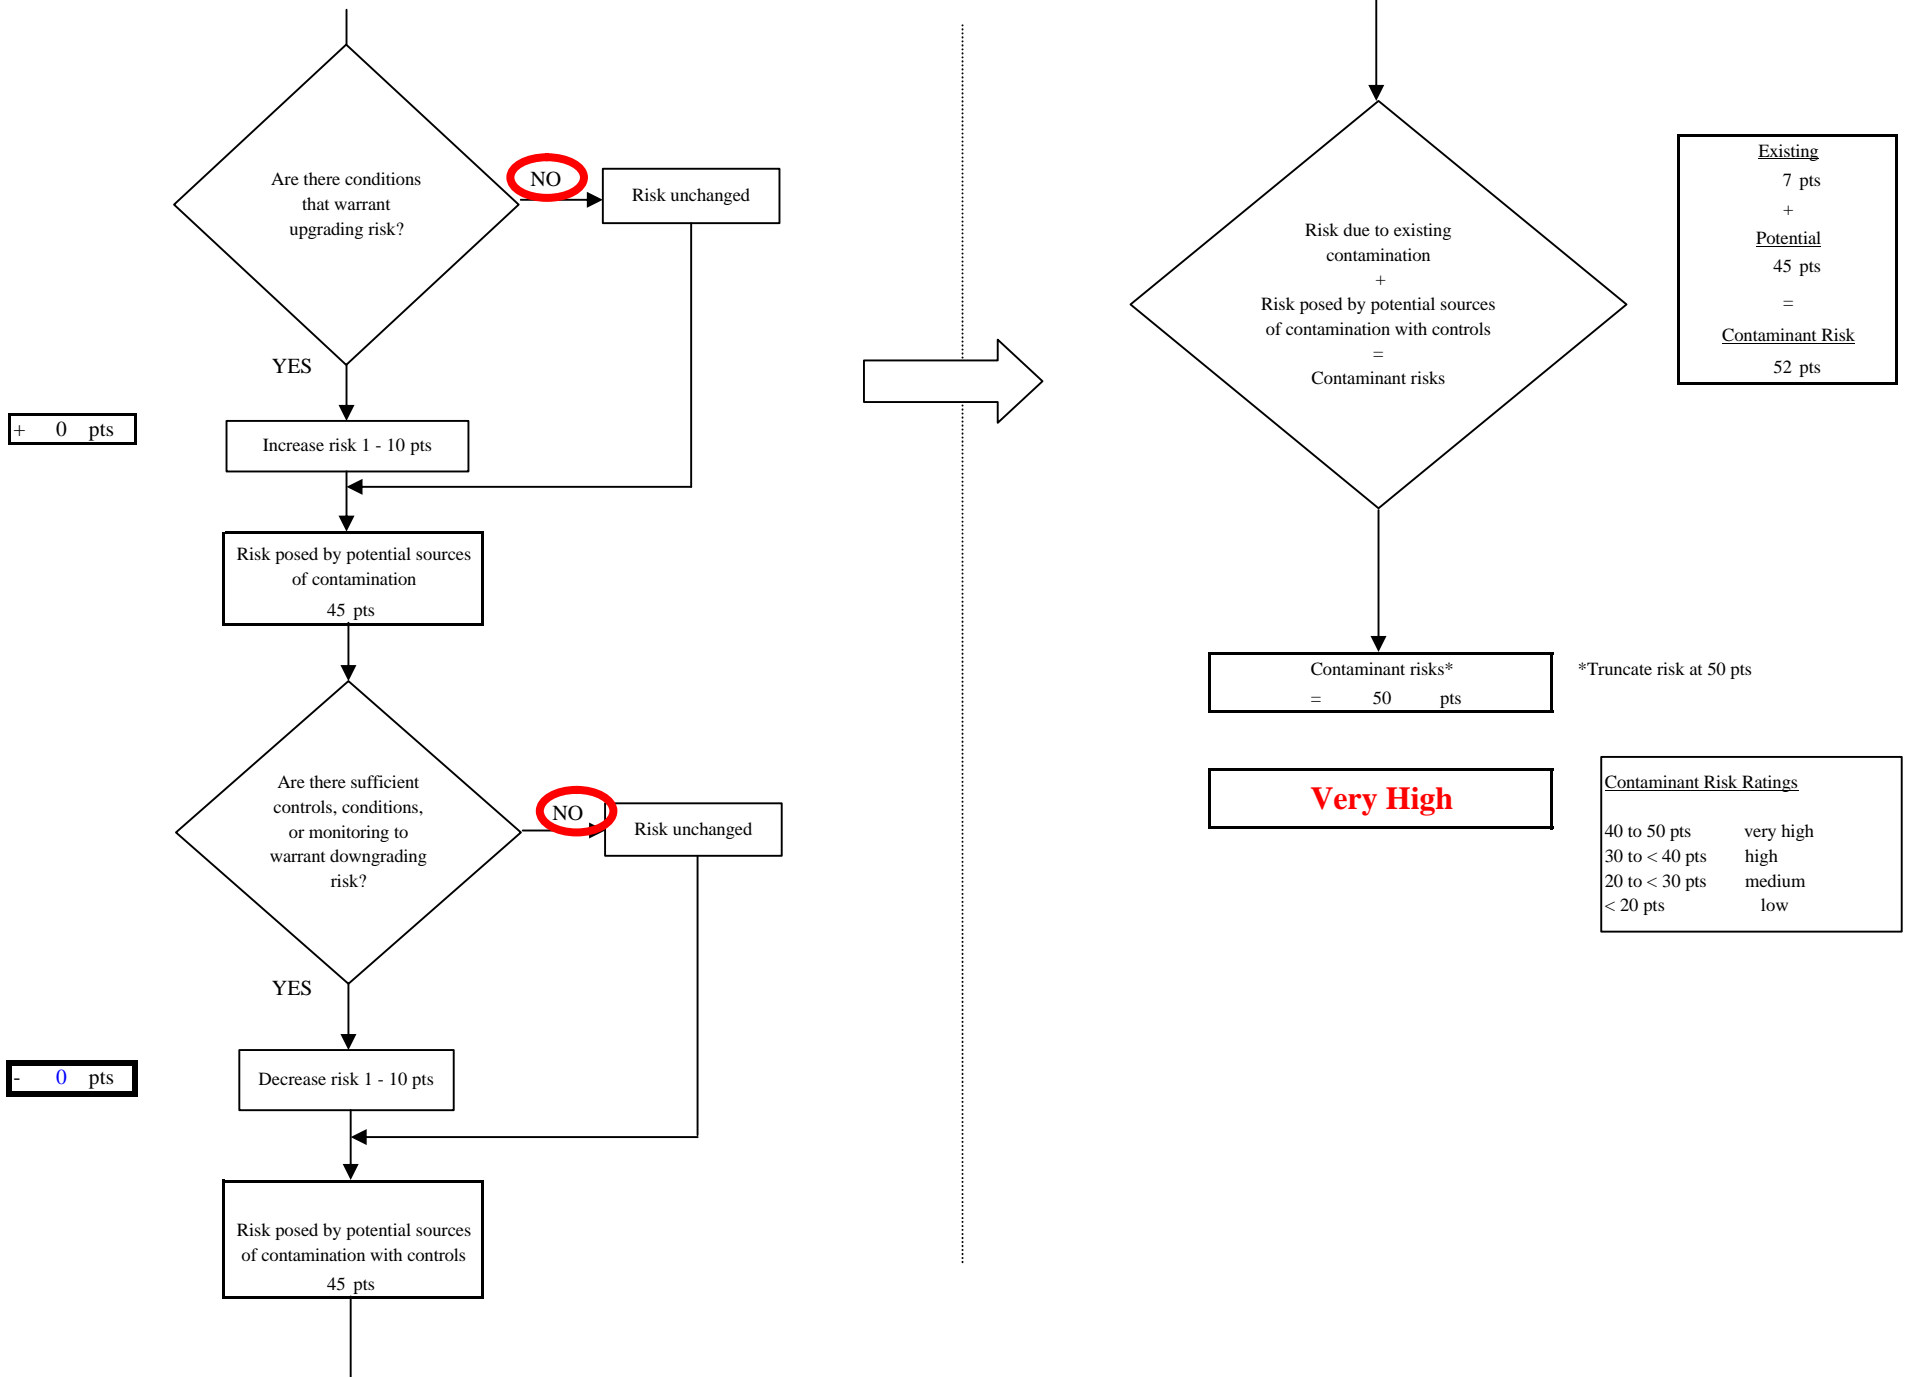 Are there conditions
that warrant
upgrading risk?
NO
Risk unchanged
YES
+ 0 pts
Increase risk 1 - 10 pts
Risk posed by potential sources
of contamination
45 pts
Are there sufficient
controls, conditions,
or monitoring to
warrant downgrading
risk?
NO
Risk unchanged
YES
- 0 pts
Decrease risk 1 - 10 pts
Risk posed by potential sources
of contamination with controls
45 pts
Risk due to existing
contamination
+
Risk posed by potential sources
of contamination with controls
=
Contaminant risks
Existing
7 pts
+
Potential
45 pts
=
Contaminant Risk
52 pts
Contaminant risks*
= 50 pts
*Truncate risk at 50 pts
Very High
Contaminant Risk Ratings
40 to 50 pts very high
30 to < 40 pts high
20 to < 30 pts medium
< 20 pts low